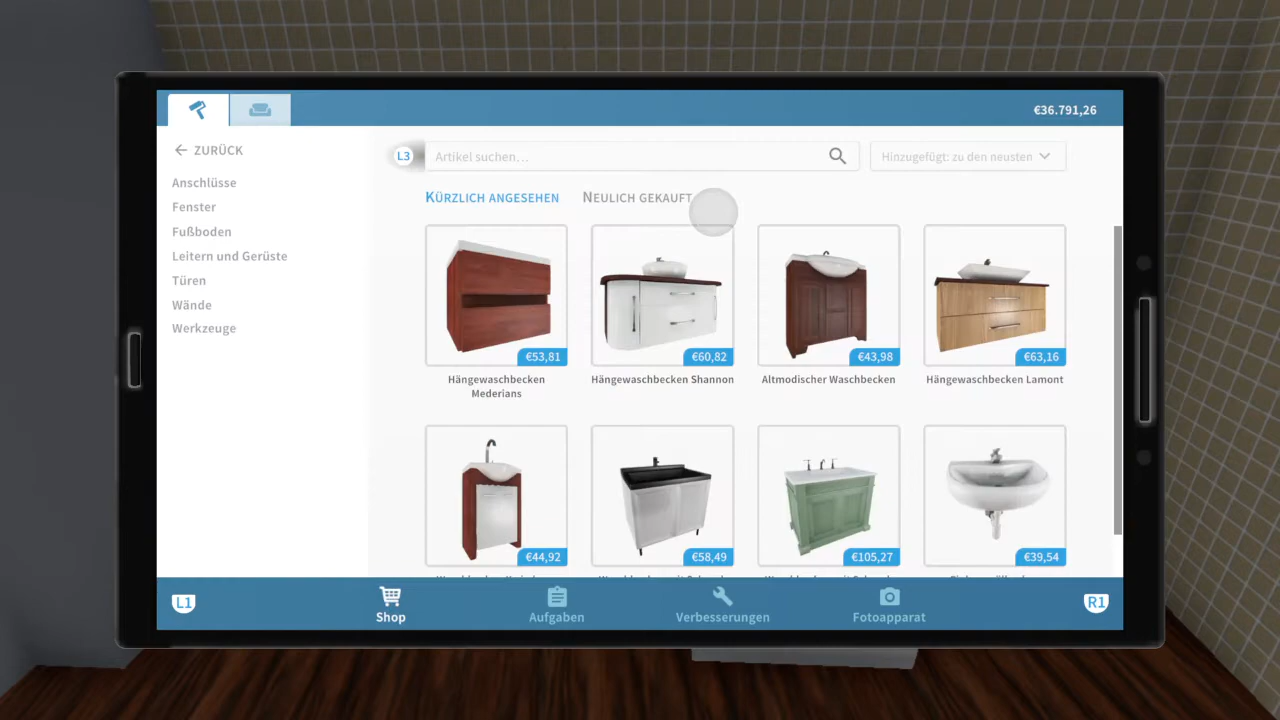 €36.791,26
ZURÜCK
L3
Artikel suchen...
Hinzugefügt: zu den neusten
Anschlüsse
Fenster
Fußboden
Leitern und Gerüste
Türen
Wände
Werkzeuge
KÜRZLICH ANGESEHEN
NEULICH GEKAUFT
€53,81
€60,82
€43,98
€63,16
Hängewaschbecken
Mederians
Hängewaschbecken Shannon
Altmodischer Waschbecken
Hängewaschbecken Lamont
€44,92
€58,49
€105,27
€39,54
L1
Shop
Aufgaben
Verbesserungen
Fotoapparat
R1